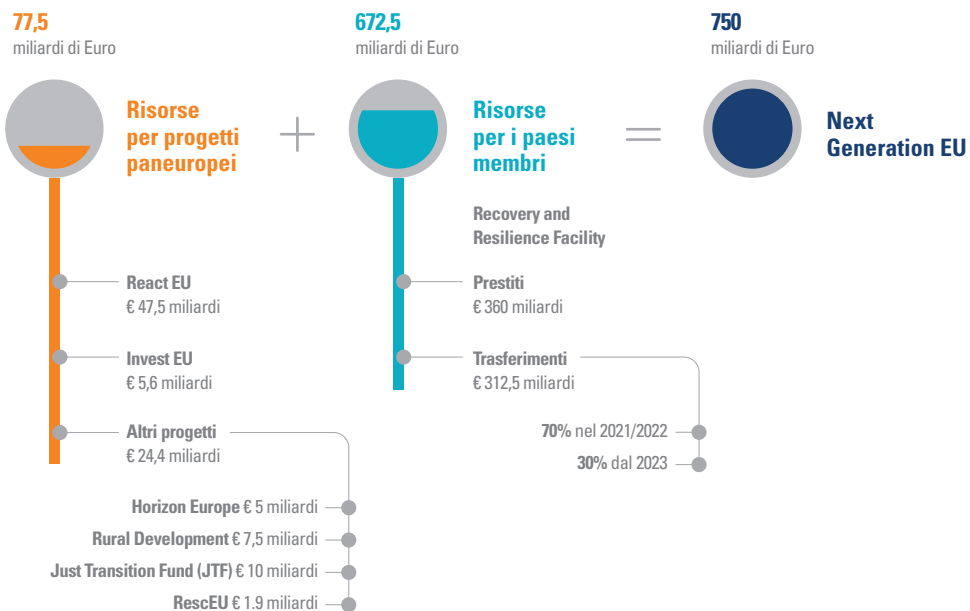 77,5
miliardi di Euro
Risorse
per progetti
paneuropei
React EU
€ 47,5 miliardi
Invest EU
€ 5,6 miliardi
Altri progetti
€ 24,4 miliardi
Horizon Europe € 5 miliardi
Rural Development € 7,5 miliardi
Just Transition Fund (JTF) € 10 miliardi
RescEU € 1.9 miliardi
+
672,5
miliardi di Euro
Risorse
per i paesi
membri
Recovery and
Resilience Facility
Prestiti
€ 360 miliardi
Trasferimenti
€ 312,5 miliardi
70% nel 2021/2022
30% dal 2023
=
750
miliardi di Euro
Next
Generation EU